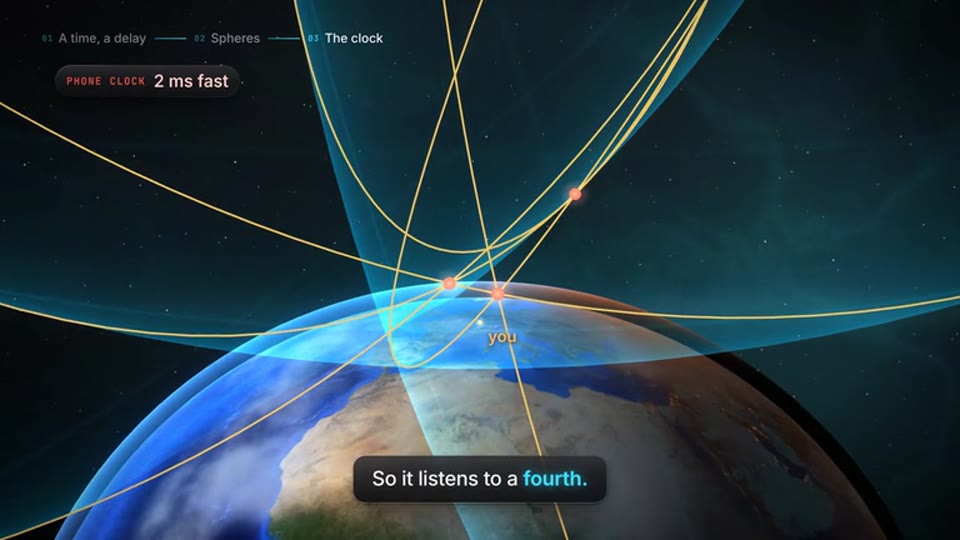 01 A time, a delay 02 Spheres 03 The clock
PHONE CLOCK 2 ms fast
you
So it listens to a fourth.